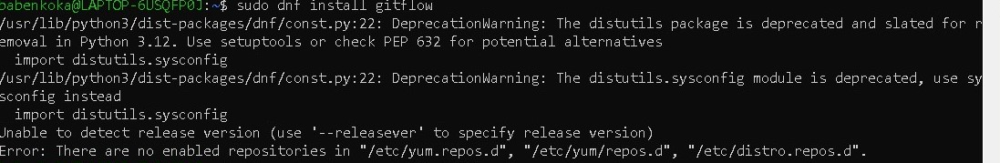 babenkoka@LAPTOP-6USQFP0J:~$ sudo dnf install gitflow
/usr/lib/python3/dist-packages/dnf/const.py:22: DeprecationWarning: The distutils package is deprecated and slated for r
emoval in Python 3.12. Use setuptools or check PEP 632 for potential alternatives
  import distutils.sysconfig
/usr/lib/python3/dist-packages/dnf/const.py:22: DeprecationWarning: The distutils.sysconfig module is deprecated, use sy
sconfig instead
  import distutils.sysconfig
Unable to detect release version (use '--releasever' to specify release version)
Error: There are no enabled repositories in "/etc/yum.repos.d", "/etc/yum/repos.d", "/etc/distro.repos.d".